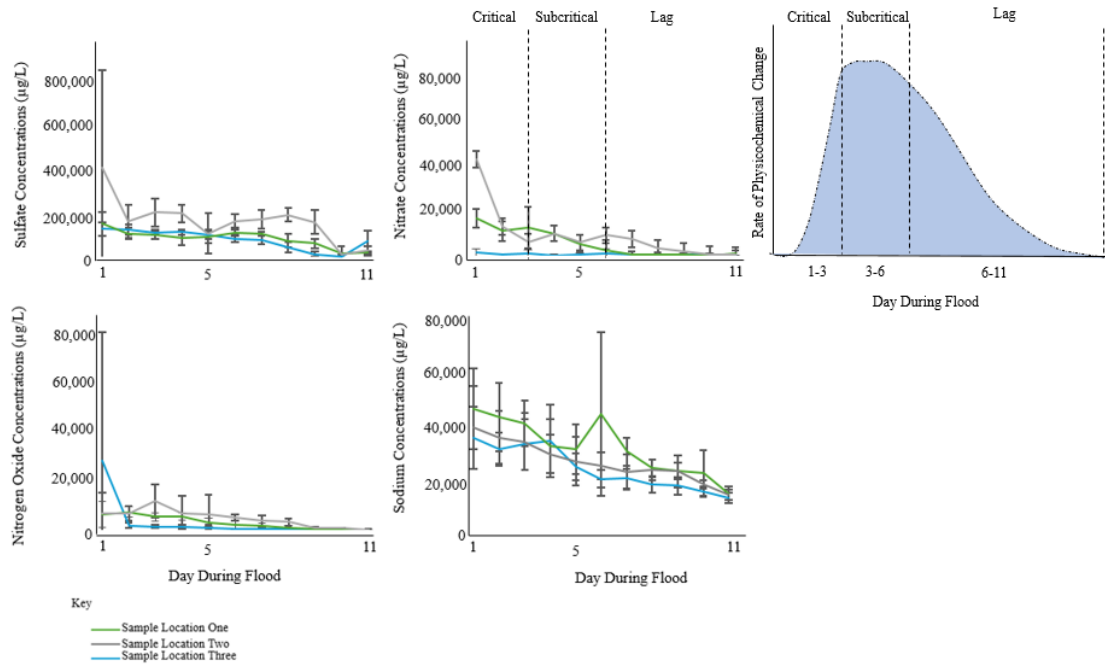 Critical Subcritical Lag
Critical Subcritical Lag
Sulfate Concentrations (µg/L)
800,000
600,000
400,000
200,000
0
1 5 11
Nitrate Concentrations (µg/L)
80,000
60,000
40,000
20,000
0
1 5 11
Rate of Physicochemical Change
1-3 3-6 6-11
Day During Flood
Nitrogen Oxide Concentrations (µg/L)
80,000
60,000
40,000
20,000
0
1 5 11
Day During Flood
Sodium Concentrations (µg/L)
80,000
60,000
40,000
20,000
0
1 5 11
Day During Flood
Key
Sample Location One
Sample Location Two
Sample Location Three